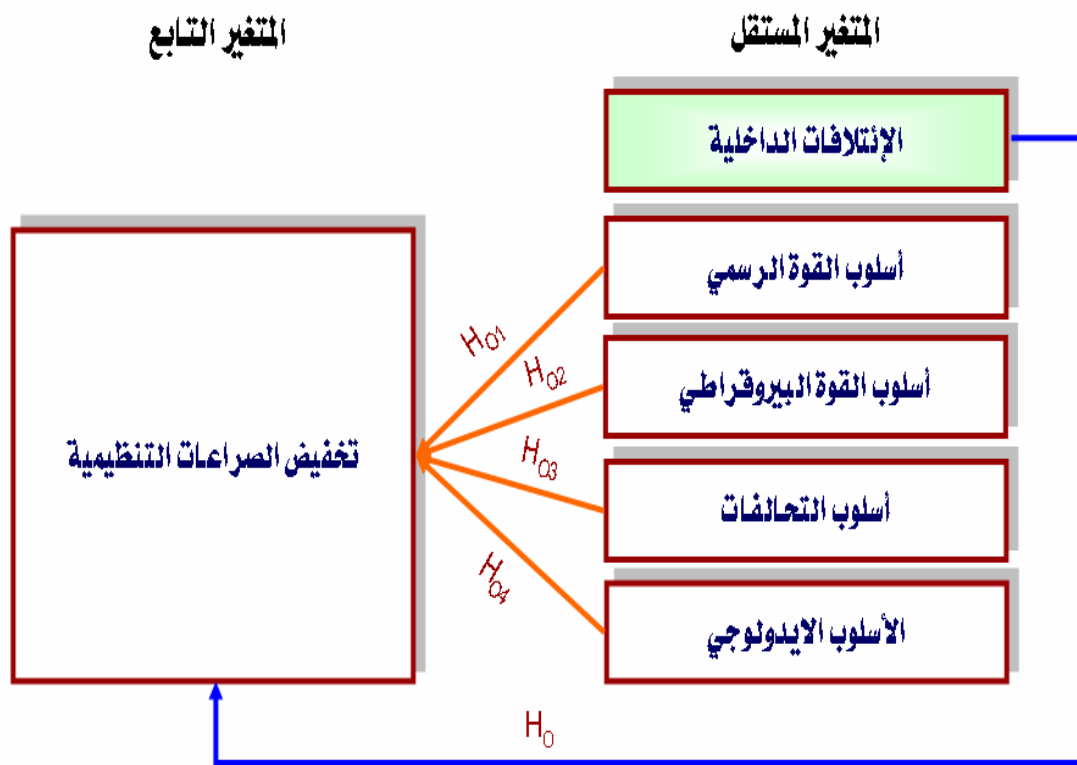 المتغير المستقل
المتغير التابع
الإئتلافات الداخلية
أسلوب القوة الرسمي
أسلوب القوة البيروقراطي
أسلوب التحالفات
الأسلوب الايدولوجي
H01
H02
H03
H04
تخفيض الصراعات التنظيمية
H0